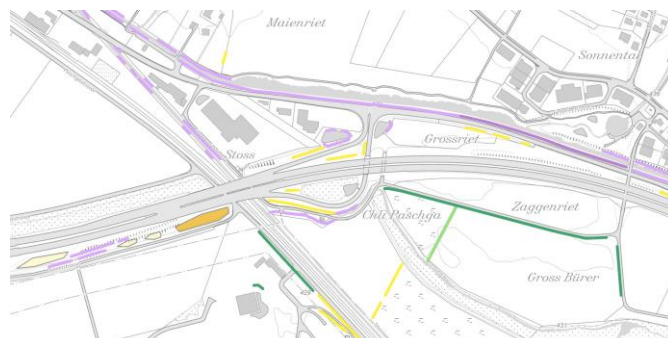 Maienriet
Sonnental
Grossriet
Stoss
Chli Paschga
Zaggenriet
Gross Bürer